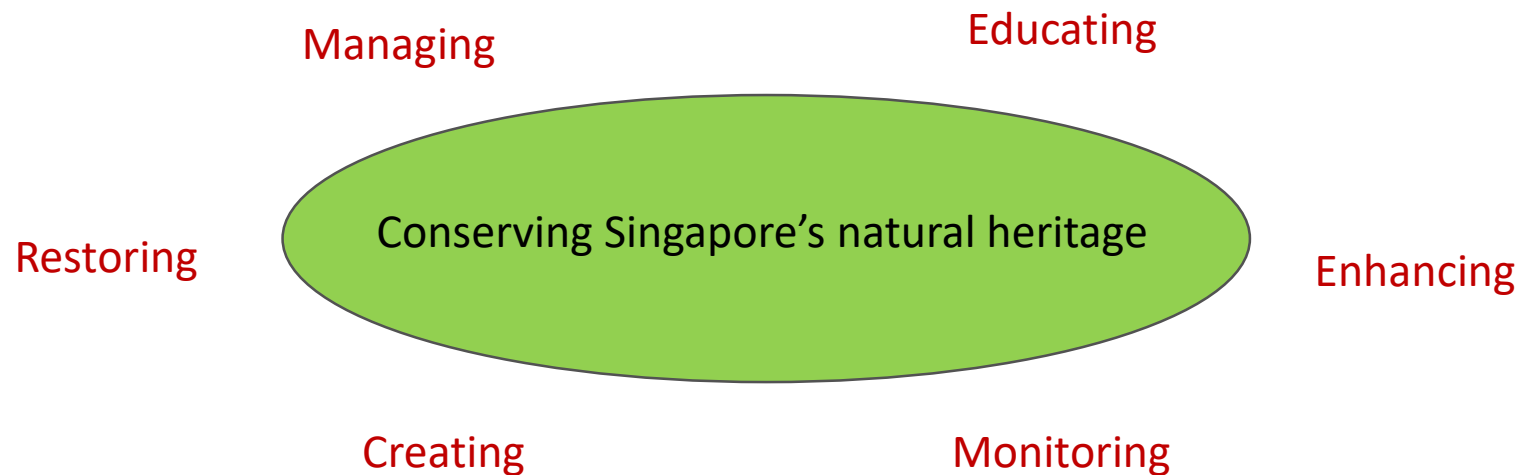 Managing
Educating
Conserving Singapore’s natural heritage
Restoring
Enhancing
Creating
Monitoring